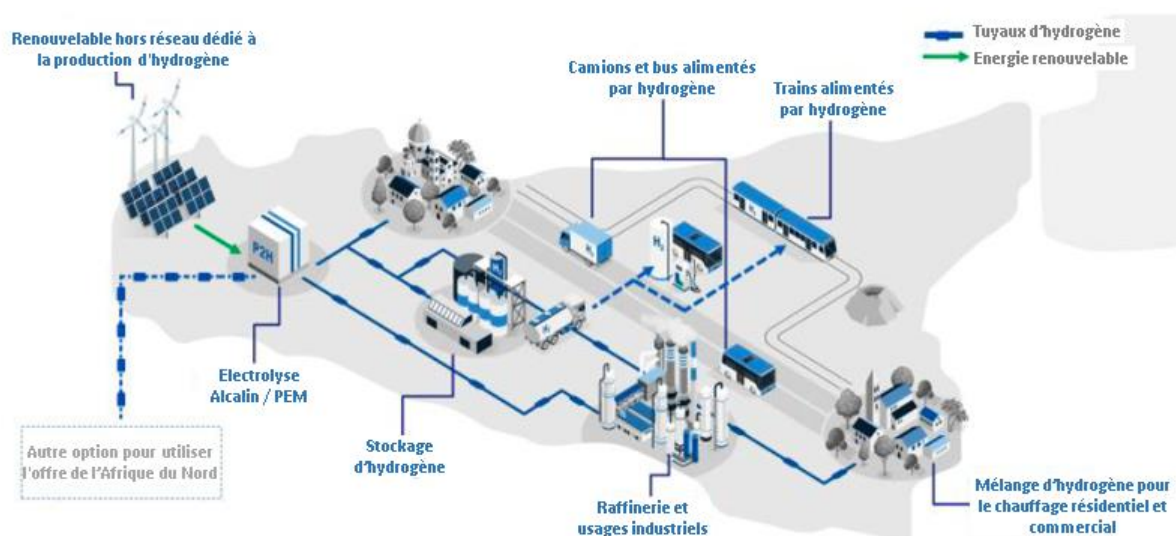 Renouvelable hors réseau dédié à
la production d'hydrogène
Camions et bus alimentés
par hydrogène
Trains alimentés
par hydrogène
Tuyaux d'hydrogène
Energie renouvelable
P2H
H₂
Electrolyse
Alcalin / PEM
Autre option pour utiliser
l'offre de l'Afrique du Nord
Stockage
d'hydrogène
Raffinerie et
usages industriels
Mélange d'hydrogène pour
le chauffage résidentiel et
commercial